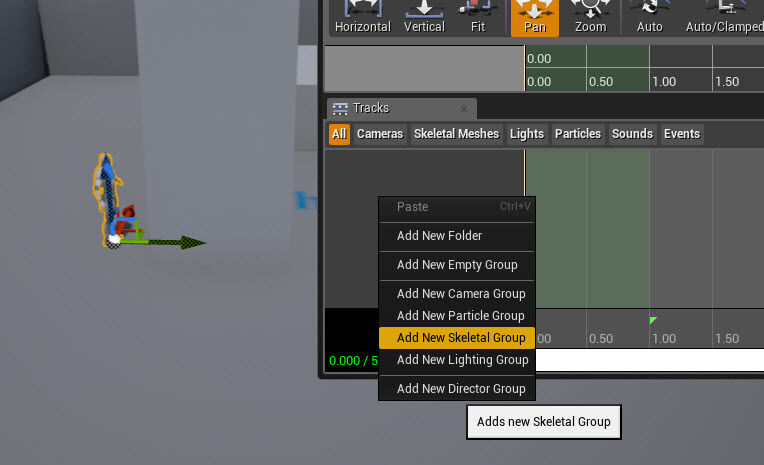 Horizontal Vertical Fit Pan Zoom Auto Auto/Clamped
0.00
0.00 0.50 1.00 1.50
Tracks
All Cameras Skeletal Meshes Lights Particles Sounds Events
Paste Ctrl+V
Add New Folder
Add New Empty Group
Add New Camera Group
Add New Particle Group
Add New Skeletal Group
00 0.50 1.00 1.50
Add New Lighting Group
0.000 / 5
Add New Director Group
Adds new Skeletal Group